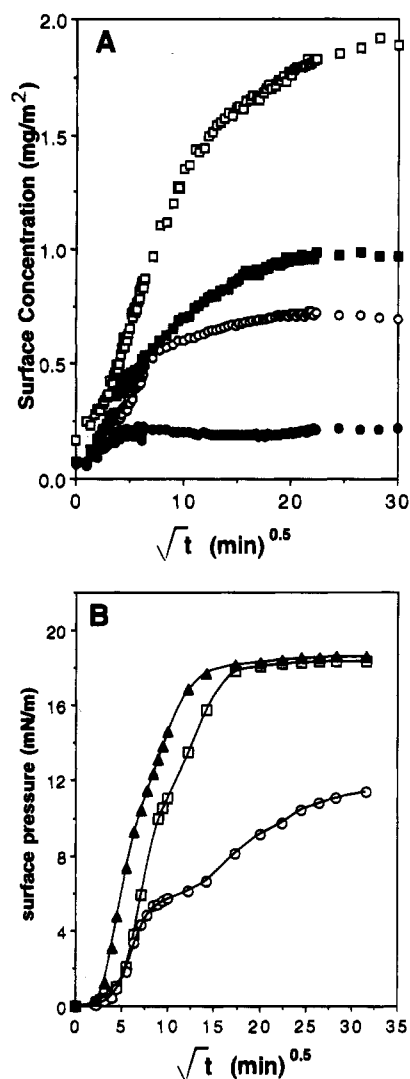 A
Surface Concentration (mg/m²)
2.0
1.5
1.0
0.5
0.0
0 10 20 30
√t (min)^0.5
B
surface pressure (mN/m)
20
16
12
8
4
0
0 5 10 15 20 25 30 35
√t (min)^0.5